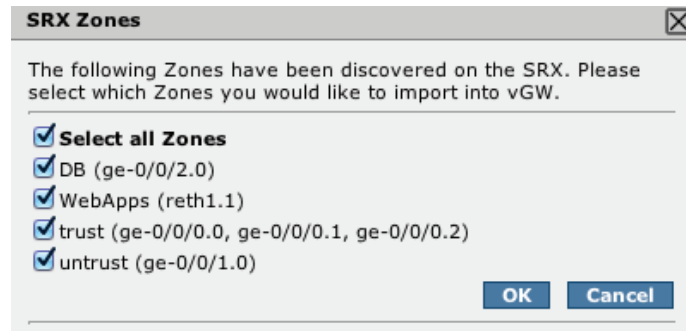 SRX Zones
The following Zones have been discovered on the SRX. Please
select which Zones you would like to import into vGW.
Select all Zones
DB (ge-0/0/2.0)
WebApps (reth1.1)
trust (ge-0/0/0.0, ge-0/0/0.1, ge-0/0/0.2)
untrust (ge-0/0/1.0)
OK Cancel